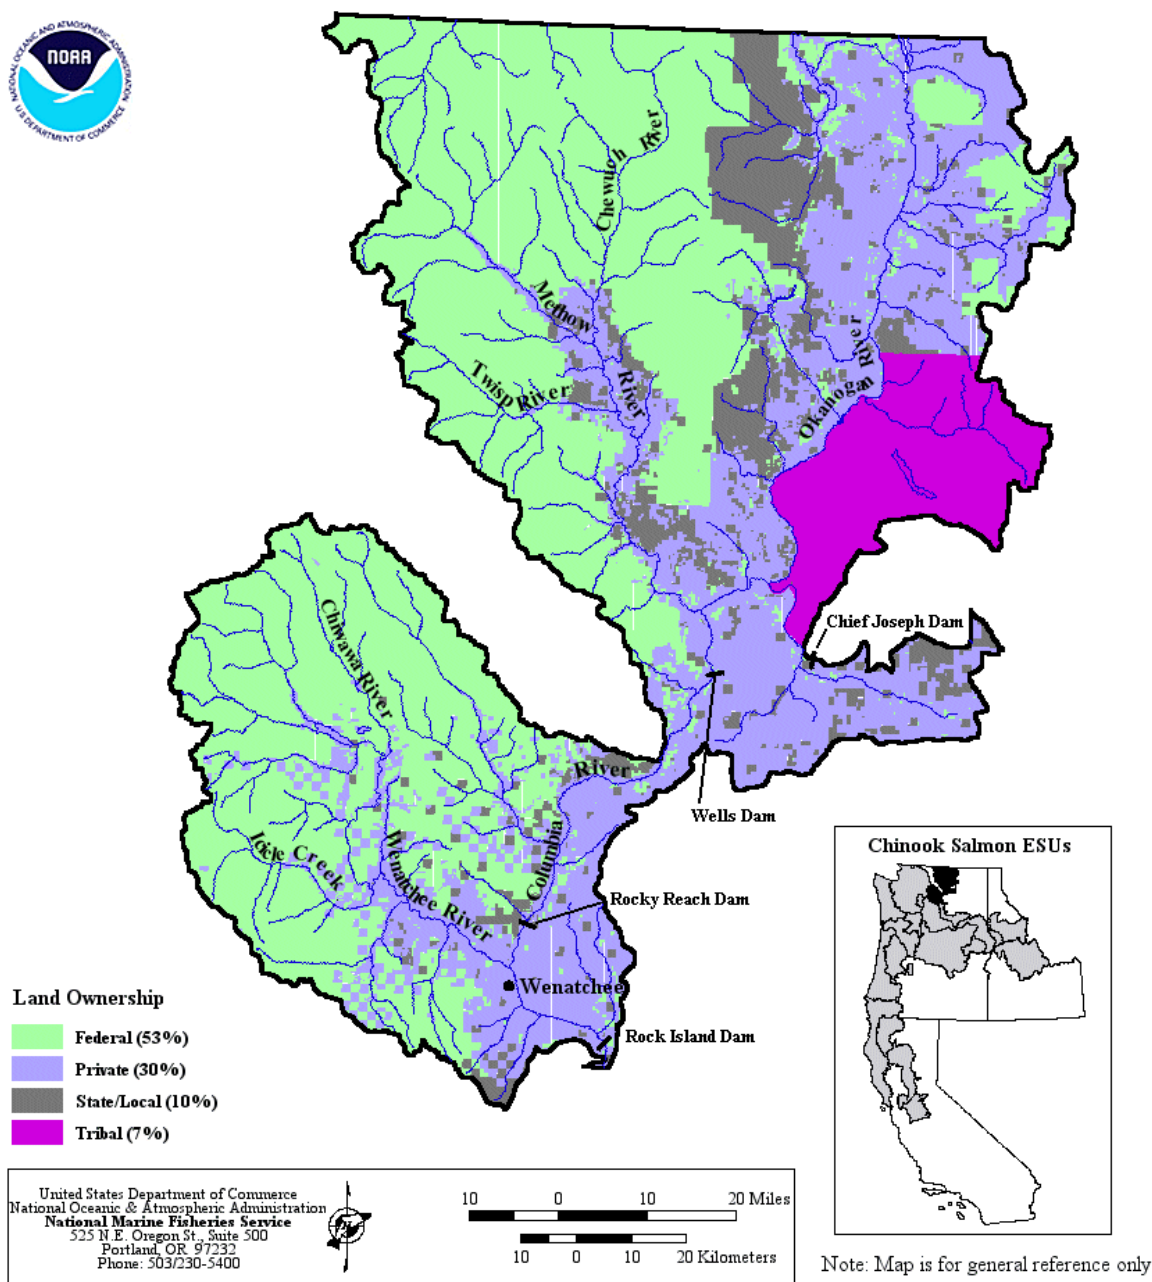 NATIONAL OCEANIC AND ATMOSPHERIC ADMINISTRATION
NOAA
U.S. DEPARTMENT OF COMMERCE
Chewuch River
Methow
River
Twisp River
Okanogan River
Chief Joseph Dam
Chiwawa River
River
Columbia
Wells Dam
Icicle Creek
Wenatchee River
Rocky Reach Dam
Wenatchee
Rock Island Dam
Chinook Salmon ESUs
Land Ownership
Federal (53%)
Private (30%)
State/Local (10%)
Tribal (7%)
United States Department of Commerce
National Oceanic & Atmospheric Administration
National Marine Fisheries Service
525 N.E. Oregon St., Suite 500
Portland, OR 97232
Phone: 503/230-5400
N
10 0 10 20 Miles
10 0 10 20 Kilometers
Note: Map is for general reference only